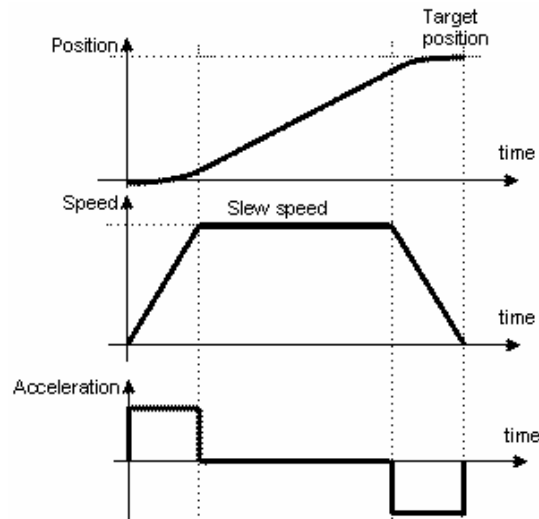 Target
position
Position
time
Speed
Slew speed
time
Acceleration
time